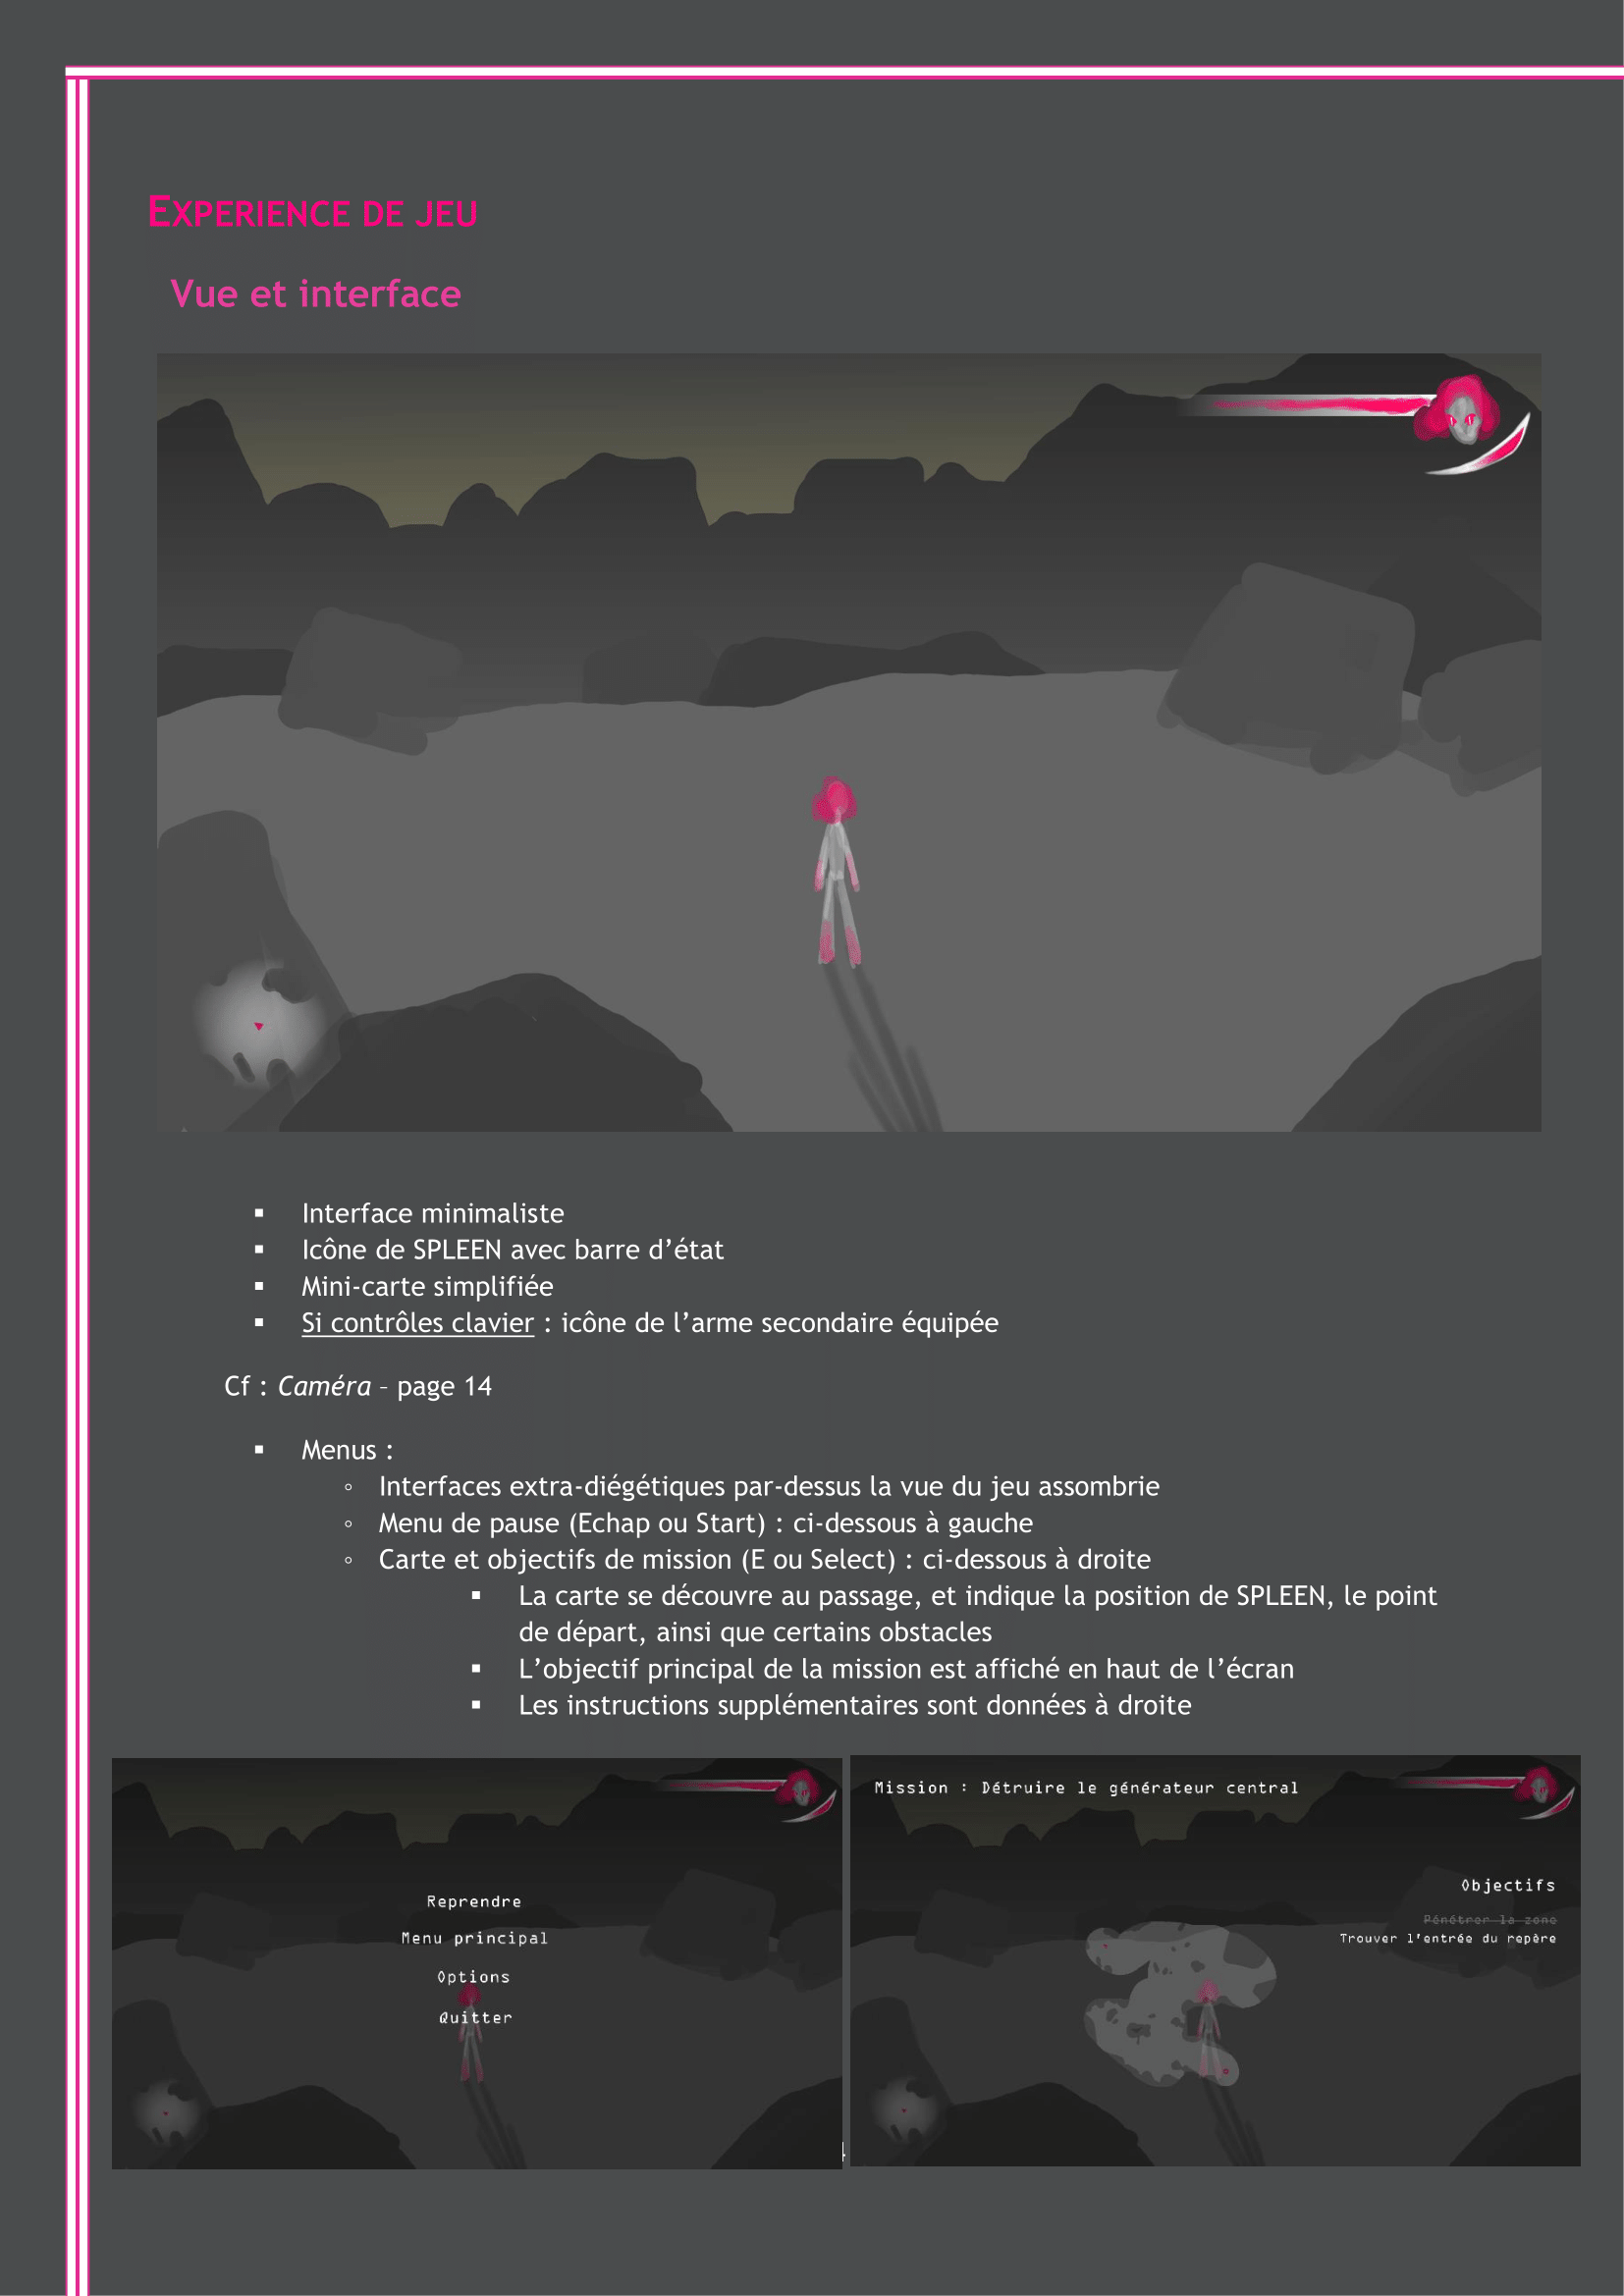 EXPERIENCE DE JEU
Vue et interface
▪ Interface minimaliste
▪ Icône de SPLEEN avec barre d’état
▪ Mini-carte simplifiée
▪ Si contrôles clavier : icône de l’arme secondaire équipée
Cf : Caméra – page 14
▪ Menus :
◦ Interfaces extra-diégétiques par-dessus la vue du jeu assombrie
◦ Menu de pause (Echap ou Start) : ci-dessous à gauche
◦ Carte et objectifs de mission (E ou Select) : ci-dessous à droite
▪ La carte se découvre au passage, et indique la position de SPLEEN, le point
de départ, ainsi que certains obstacles
▪ L’objectif principal de la mission est affiché en haut de l’écran
▪ Les instructions supplémentaires sont données à droite
Reprendre
Menu principal
Options
Quitter
Mission : Détruire le générateur central
Objectifs
Pénétrer la zone
Trouver l'entrée du repère